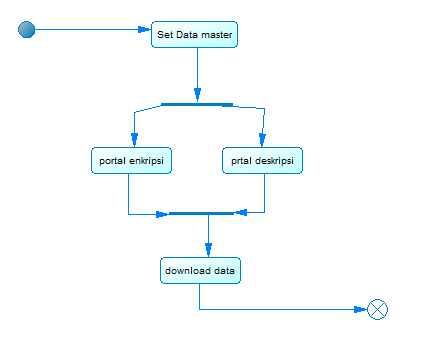 Set Data master
portal enkripsi
prtal deskripsi
download data